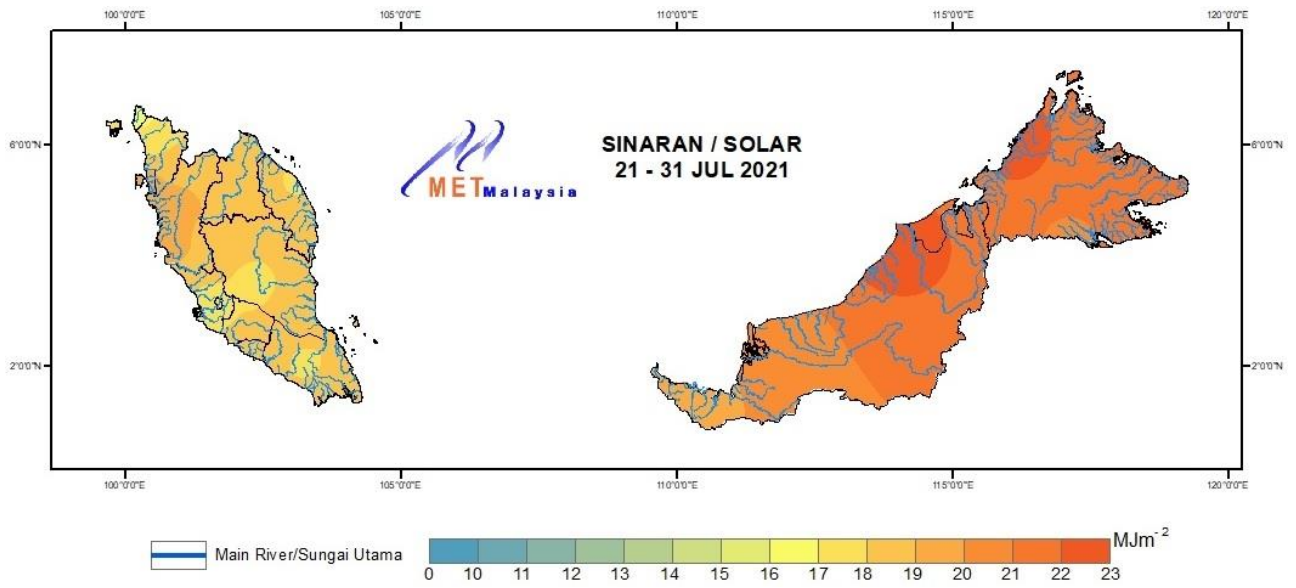 100°0'0"E 105°0'0"E 110°0'0"E 115°0'0"E 120°0'0"E
SINARAN / SOLAR
21 - 31 JUL 2021
MET Malaysia
6°0'0"N 6°0'0"N
2°0'0"N 2°0'0"N
100°0'0"E 105°0'0"E 110°0'0"E 115°0'0"E 120°0'0"E
Main River/Sungai Utama
MJm⁻²
0 10 11 12 13 14 15 16 17 18 19 20 21 22 23